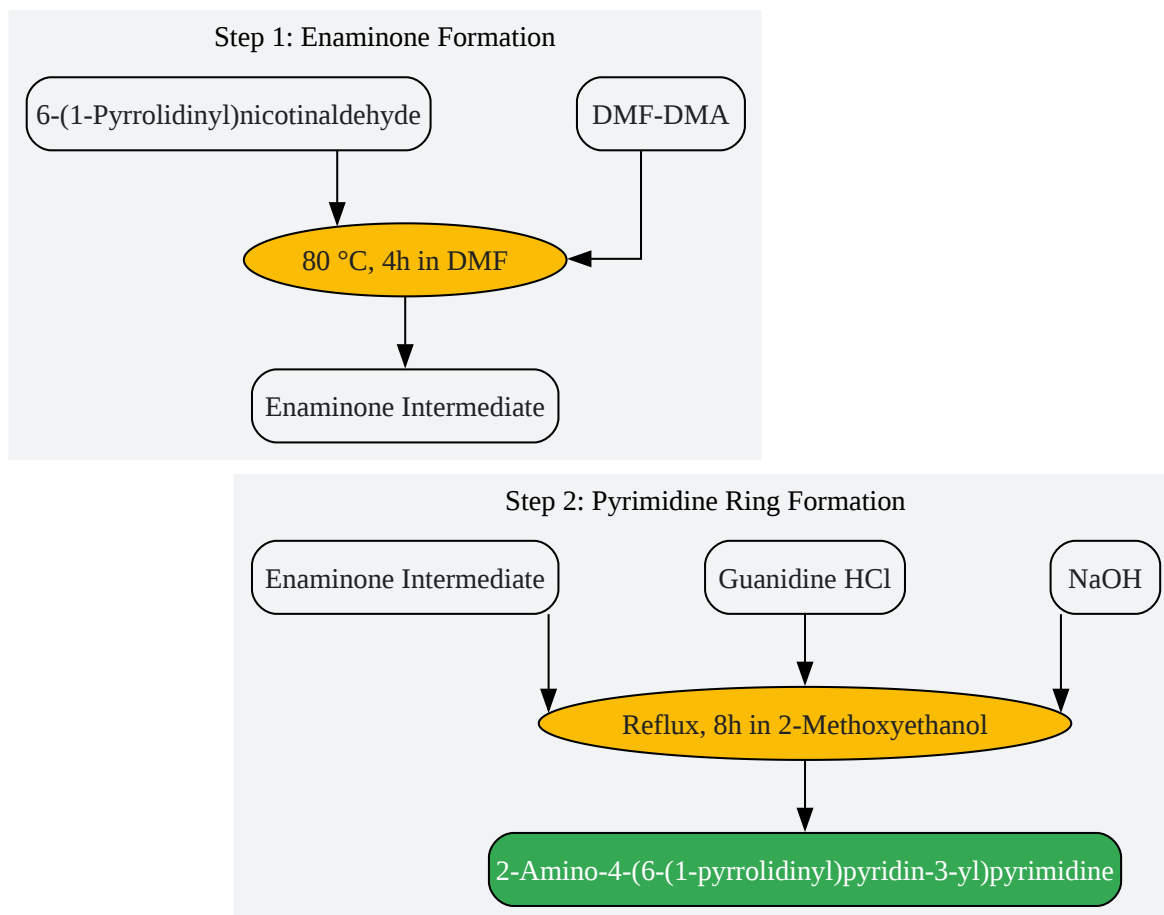 Step 1: Enaminone Formation
6-(1-Pyrrolidinyl)nicotinaldehyde
DMF-DMA
80 °C, 4h in DMF
Enaminone Intermediate
Step 2: Pyrimidine Ring Formation
Enaminone Intermediate
Guanidine HCl
NaOH
Reflux, 8h in 2-Methoxyethanol
2-Amino-4-(6-(1-pyrrolidinyl)pyridin-3-yl)pyrimidine